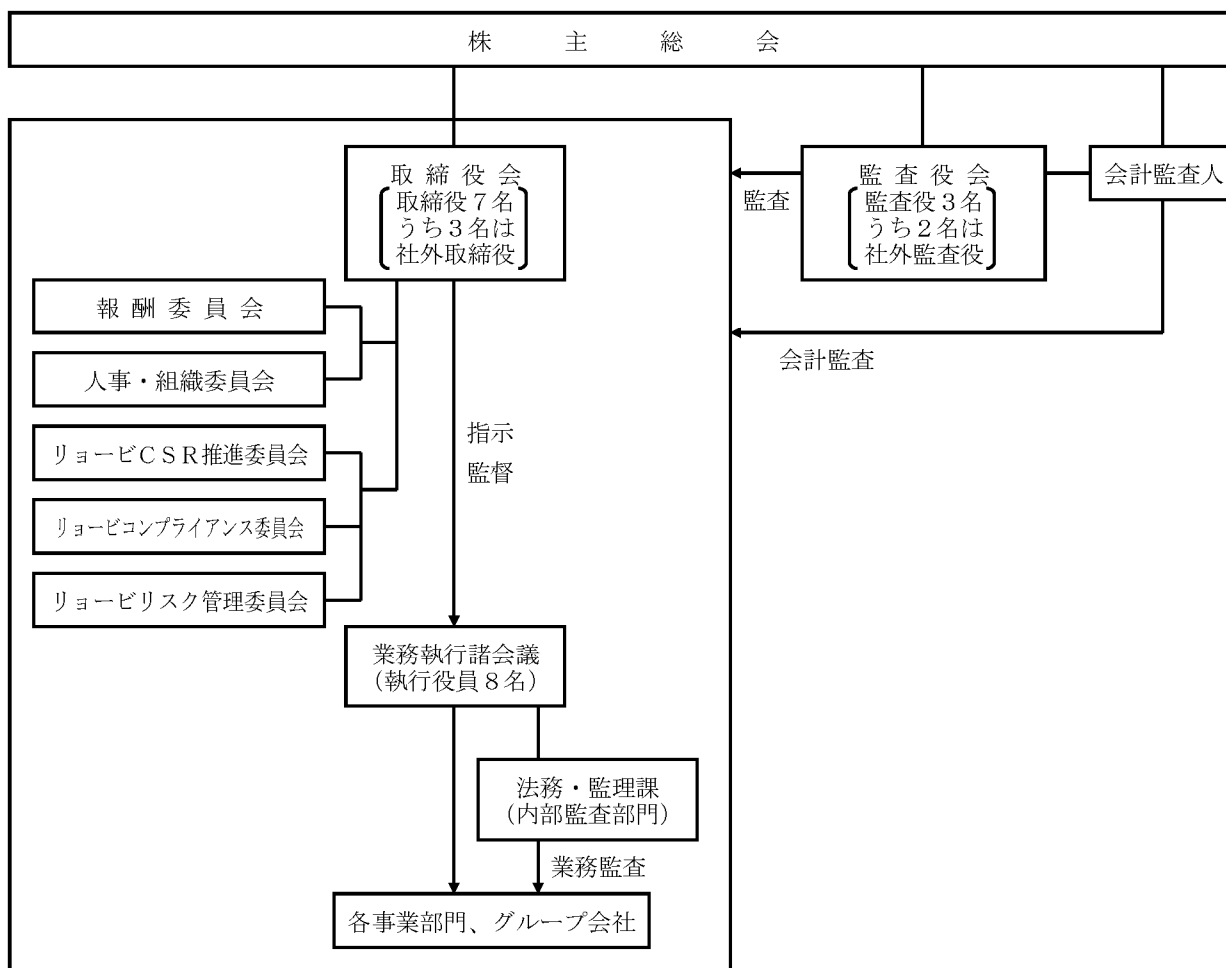 株主総会
取締役会
取締役７名
うち３名は
社外取締役
監査
監査役会
監査役３名
うち２名は
社外監査役
会計監査人
会計監査
報酬委員会
人事・組織委員会
リョービＣＳＲ推進委員会
リョービコンプライアンス委員会
リョービリスク管理委員会
指示
監督
業務執行諸会議
（執行役員８名）
法務・監理課
（内部監査部門）
業務監査
各事業部門、グループ会社